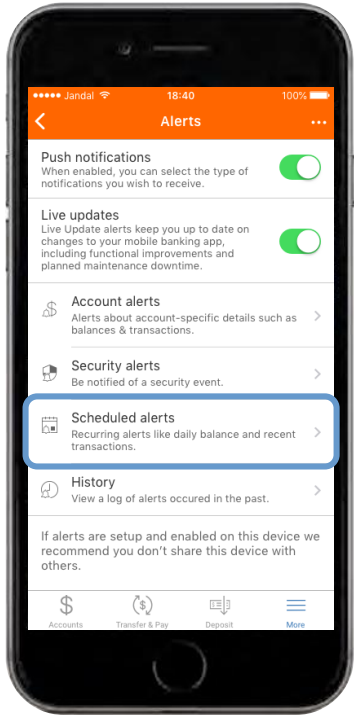 Jandal 18:40 100%
Alerts
Push notifications
When enabled, you can select the type of
notifications you wish to receive.
Live updates
Live Update alerts keep you up to date on
changes to your mobile banking app,
including functional improvements and
planned maintenance downtime.
Account alerts
Alerts about account-specific details such as
balances & transactions.
Security alerts
Be notified of a security event.
Scheduled alerts
Recurring alerts like daily balance and recent
transactions.
History
View a log of alerts occured in the past.
If alerts are setup and enabled on this device we
recommend you don't share this device with
others.
Accounts Transfer & Pay Deposit More